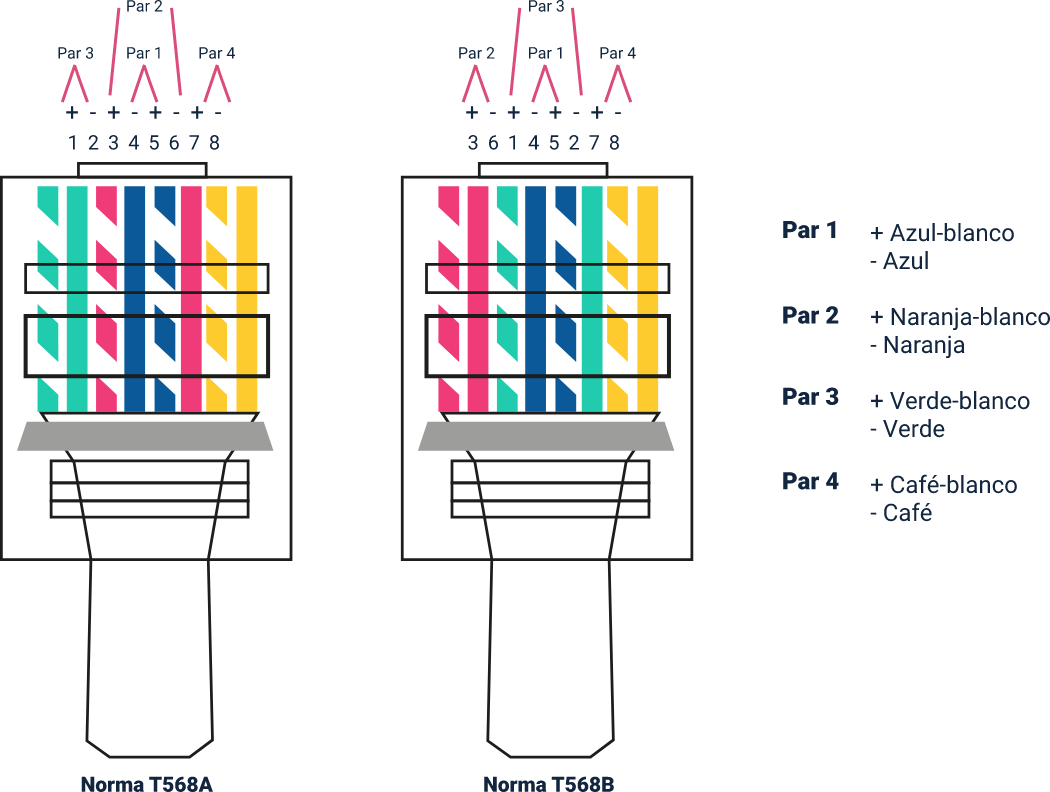 Par 2
Par 3 Par 1 Par 4
+ - + - + - + -
1 2 3 4 5 6 7 8
Norma T568A
Par 3
Par 2 Par 1 Par 4
+ - + - + - + -
3 6 1 4 5 2 7 8
Norma T568B
Par 1 + Azul-blanco
- Azul
Par 2 + Naranja-blanco
- Naranja
Par 3 + Verde-blanco
- Verde
Par 4 + Café-blanco
- Café